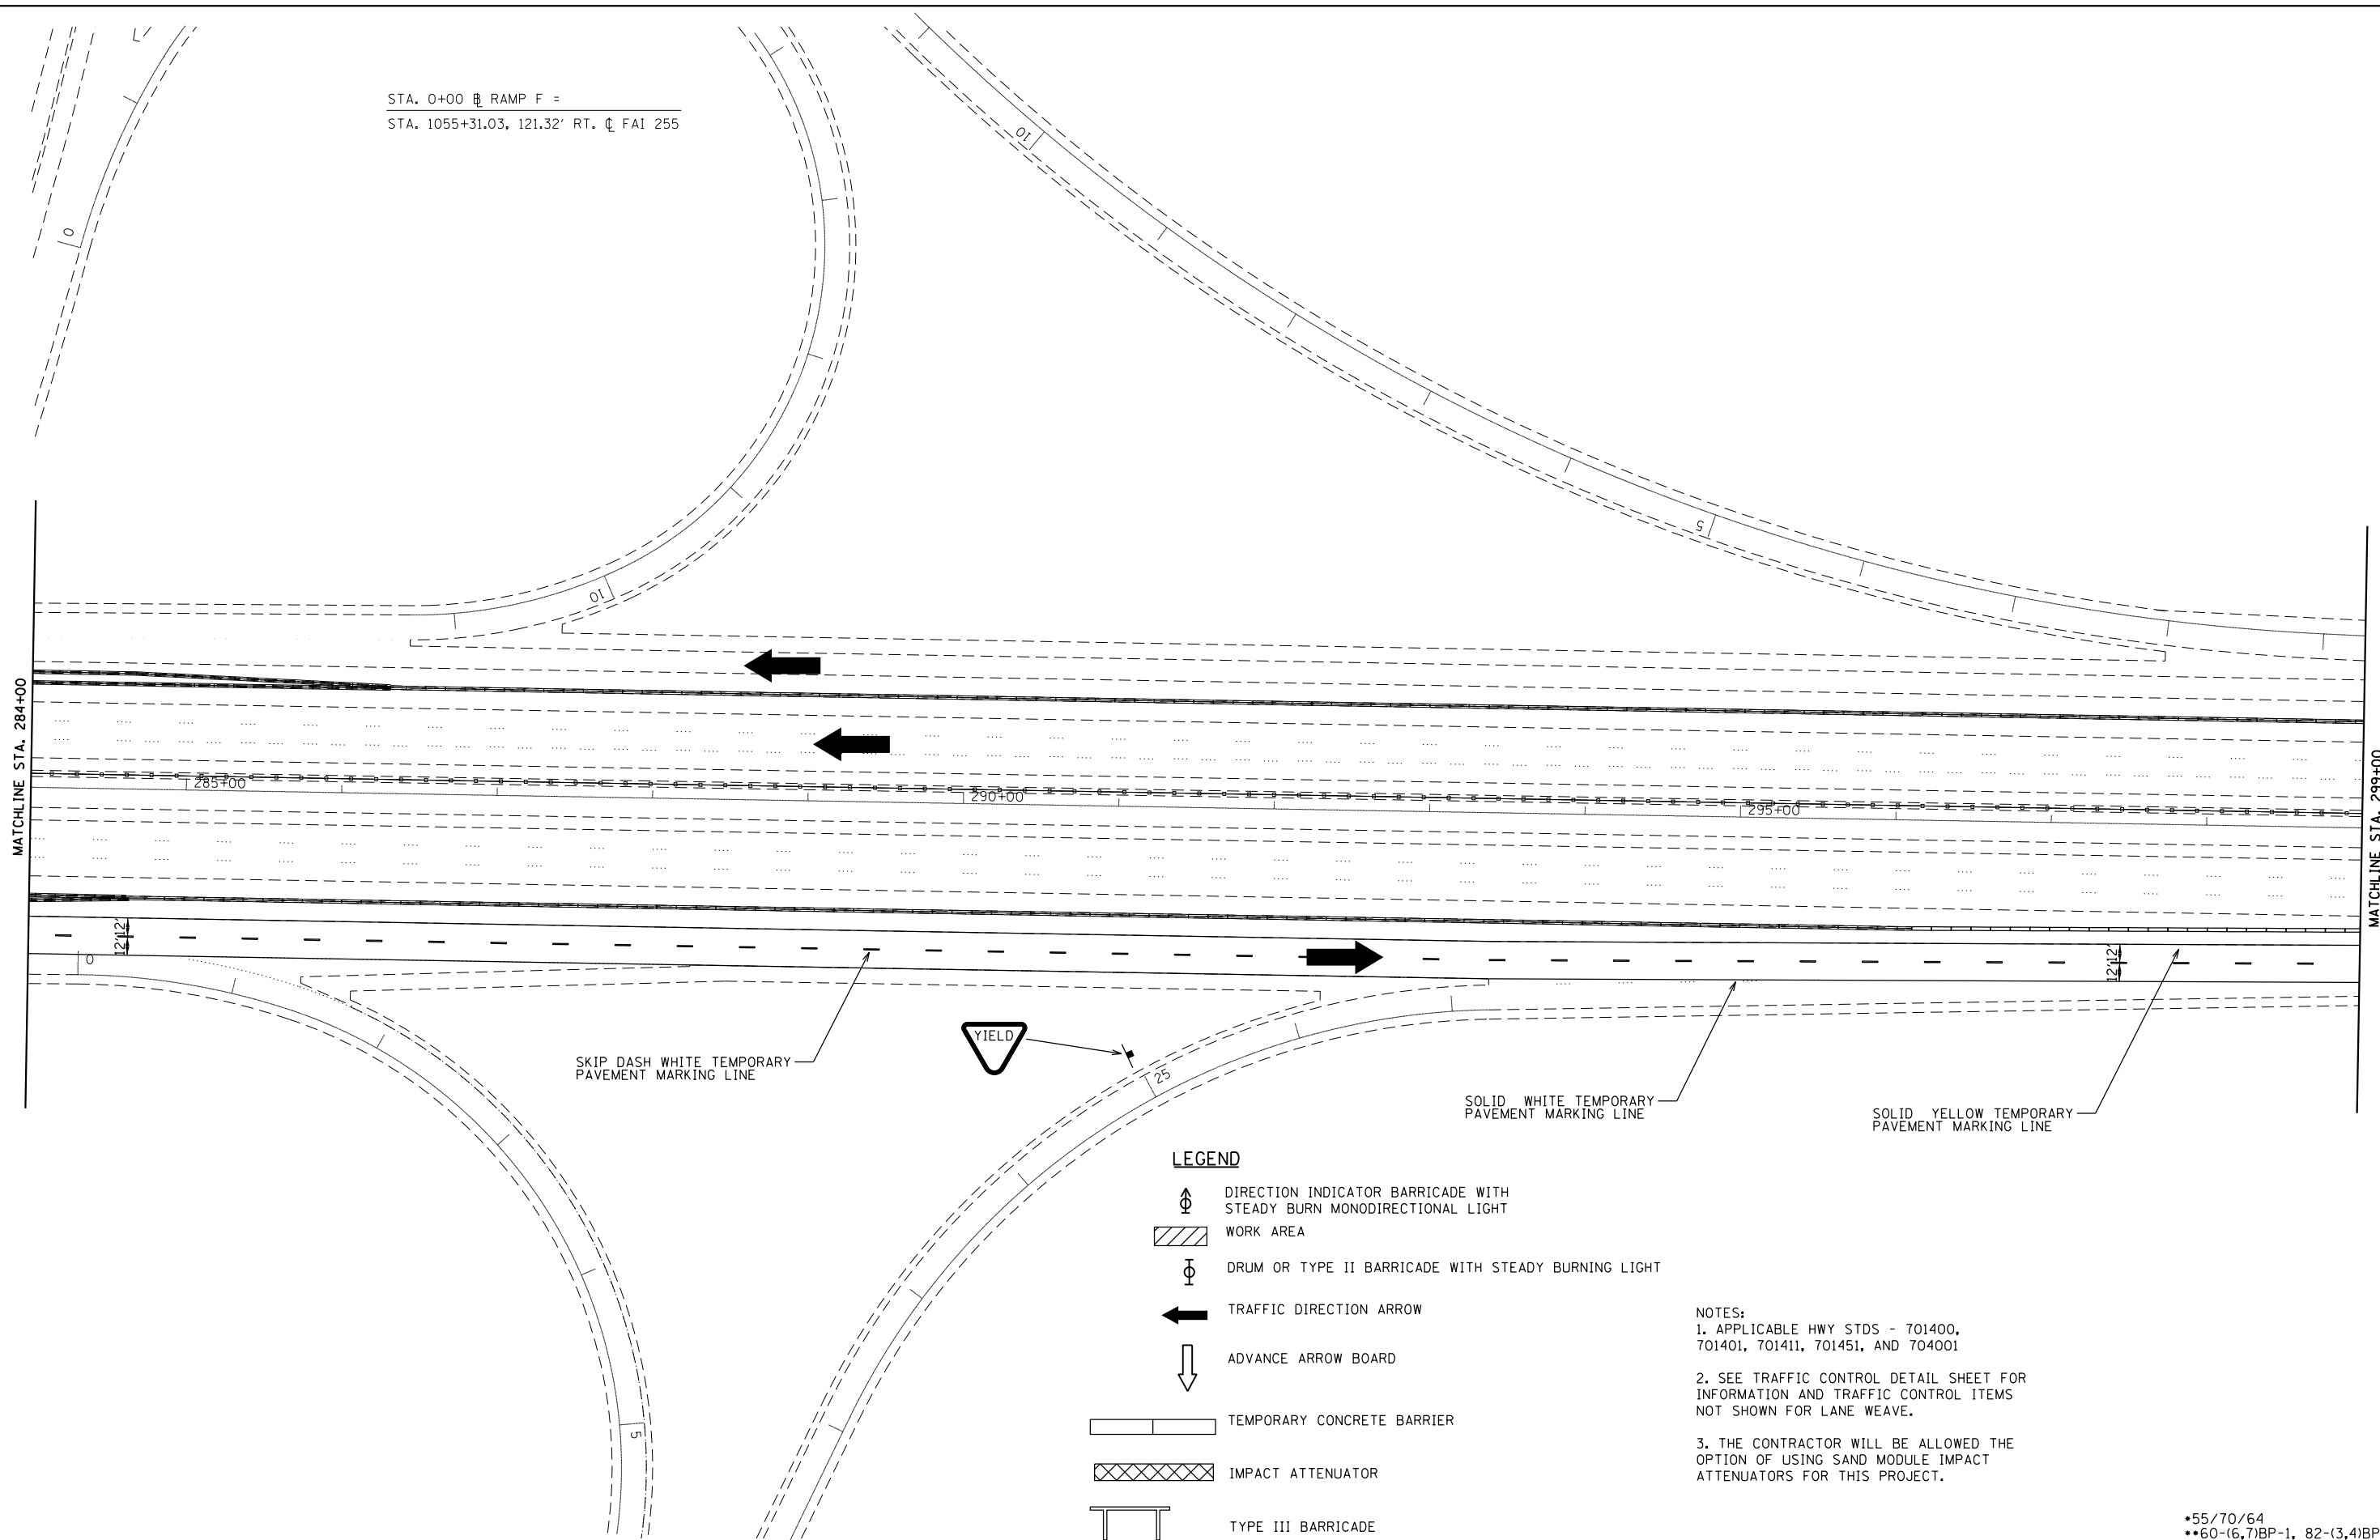 STA. 0+00 ⅊ RAMP F =
STA. 1055+31.03, 121.32' RT. ℄ FAI 255
0
10
10
5
MATCHLINE STA. 284+00
MATCHLINE STA. 299+00
285+00
290+00
295+00
12'
12'
12'
12'
0
SKIP DASH WHITE TEMPORARY
PAVEMENT MARKING LINE
YIELD
25
SOLID WHITE TEMPORARY
PAVEMENT MARKING LINE
SOLID YELLOW TEMPORARY
PAVEMENT MARKING LINE
5
LEGEND
DIRECTION INDICATOR BARRICADE WITH
STEADY BURN MONODIRECTIONAL LIGHT
WORK AREA
DRUM OR TYPE II BARRICADE WITH STEADY BURNING LIGHT
TRAFFIC DIRECTION ARROW
ADVANCE ARROW BOARD
TEMPORARY CONCRETE BARRIER
IMPACT ATTENUATOR
TYPE III BARRICADE
NOTES:
1. APPLICABLE HWY STDS - 701400,
701401, 701411, 701451, AND 704001
2. SEE TRAFFIC CONTROL DETAIL SHEET FOR
INFORMATION AND TRAFFIC CONTROL ITEMS
NOT SHOWN FOR LANE WEAVE.
3. THE CONTRACTOR WILL BE ALLOWED THE
OPTION OF USING SAND MODULE IMPACT
ATTENUATORS FOR THIS PROJECT.
*55/70/64
**60-(6,7)BP-1, 82-(3,4)BP